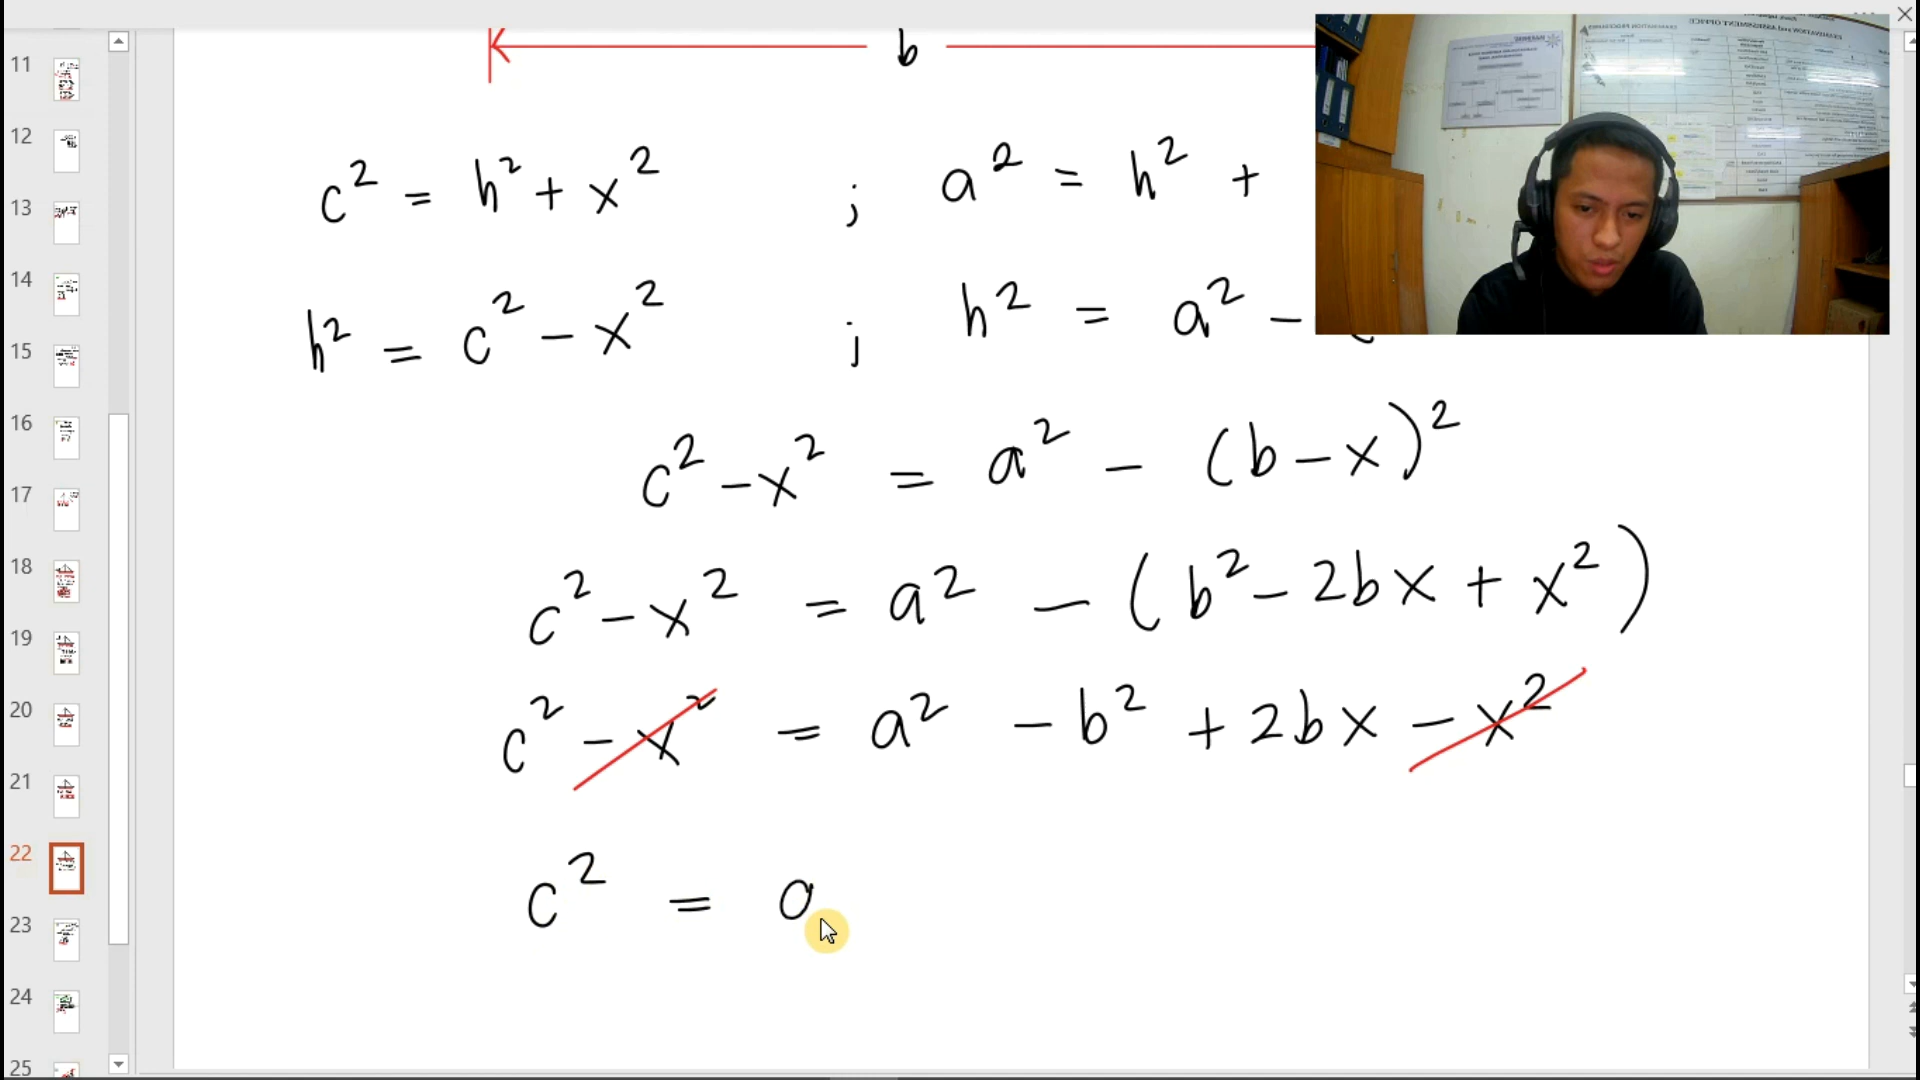 b
c² = h² + x² ; a² = h² +
h² = c² - x² ; h² = a² - (
c² - x² = a² - (b - x)²
c² - x² = a² - (b² - 2bx + x²)
c² - x² = a² - b² + 2bx - x²
c² = a
11
12
13
14
15
16
17
18
19
20
21
22
23
24
25